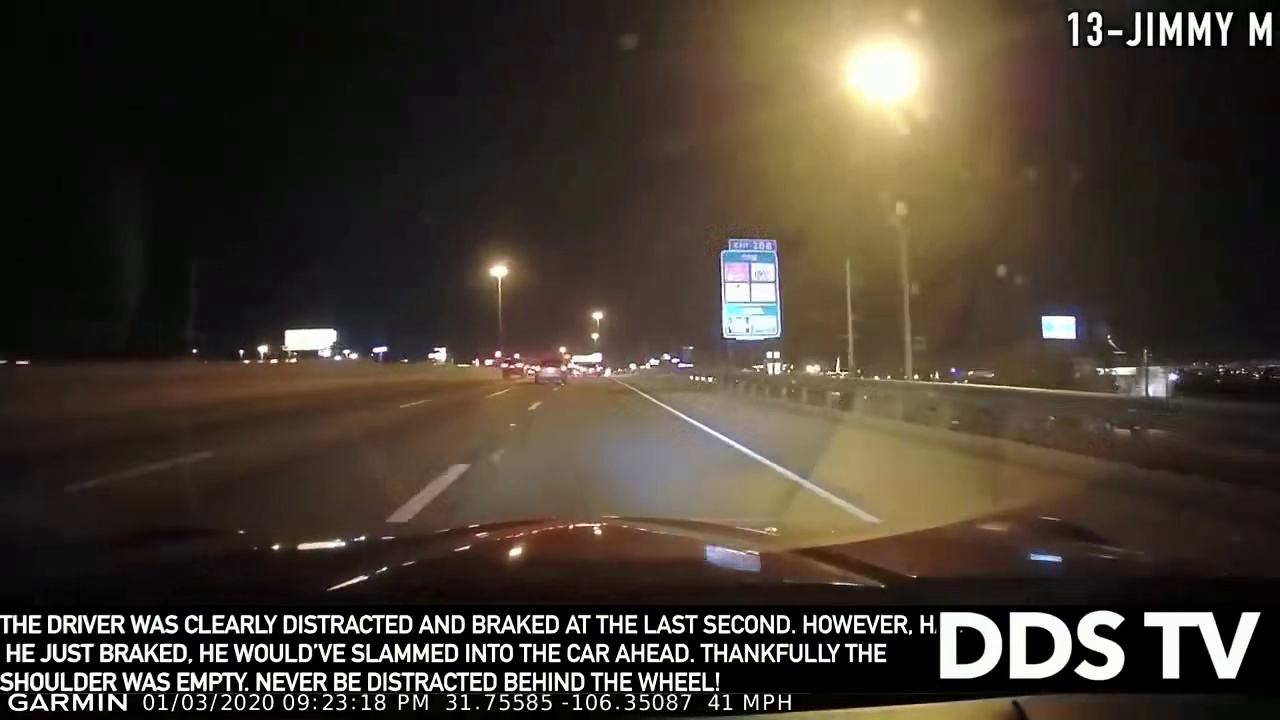 13-JIMMY M
THE DRIVER WAS CLEARLY DISTRACTED AND BRAKED AT THE LAST SECOND. HOWEVER,
HE JUST BRAKED, HE WOULD'VE SLAMMED INTO THE CAR AHEAD. THANKFULLY THE
SHOULDER WAS EMPTY. NEVER BE DISTRACTED BEHIND THE WHEEL!
DDS TV
GARMIN 01/03/2020 09:23:18 PM 31.75585 -106.35087 41 MPH